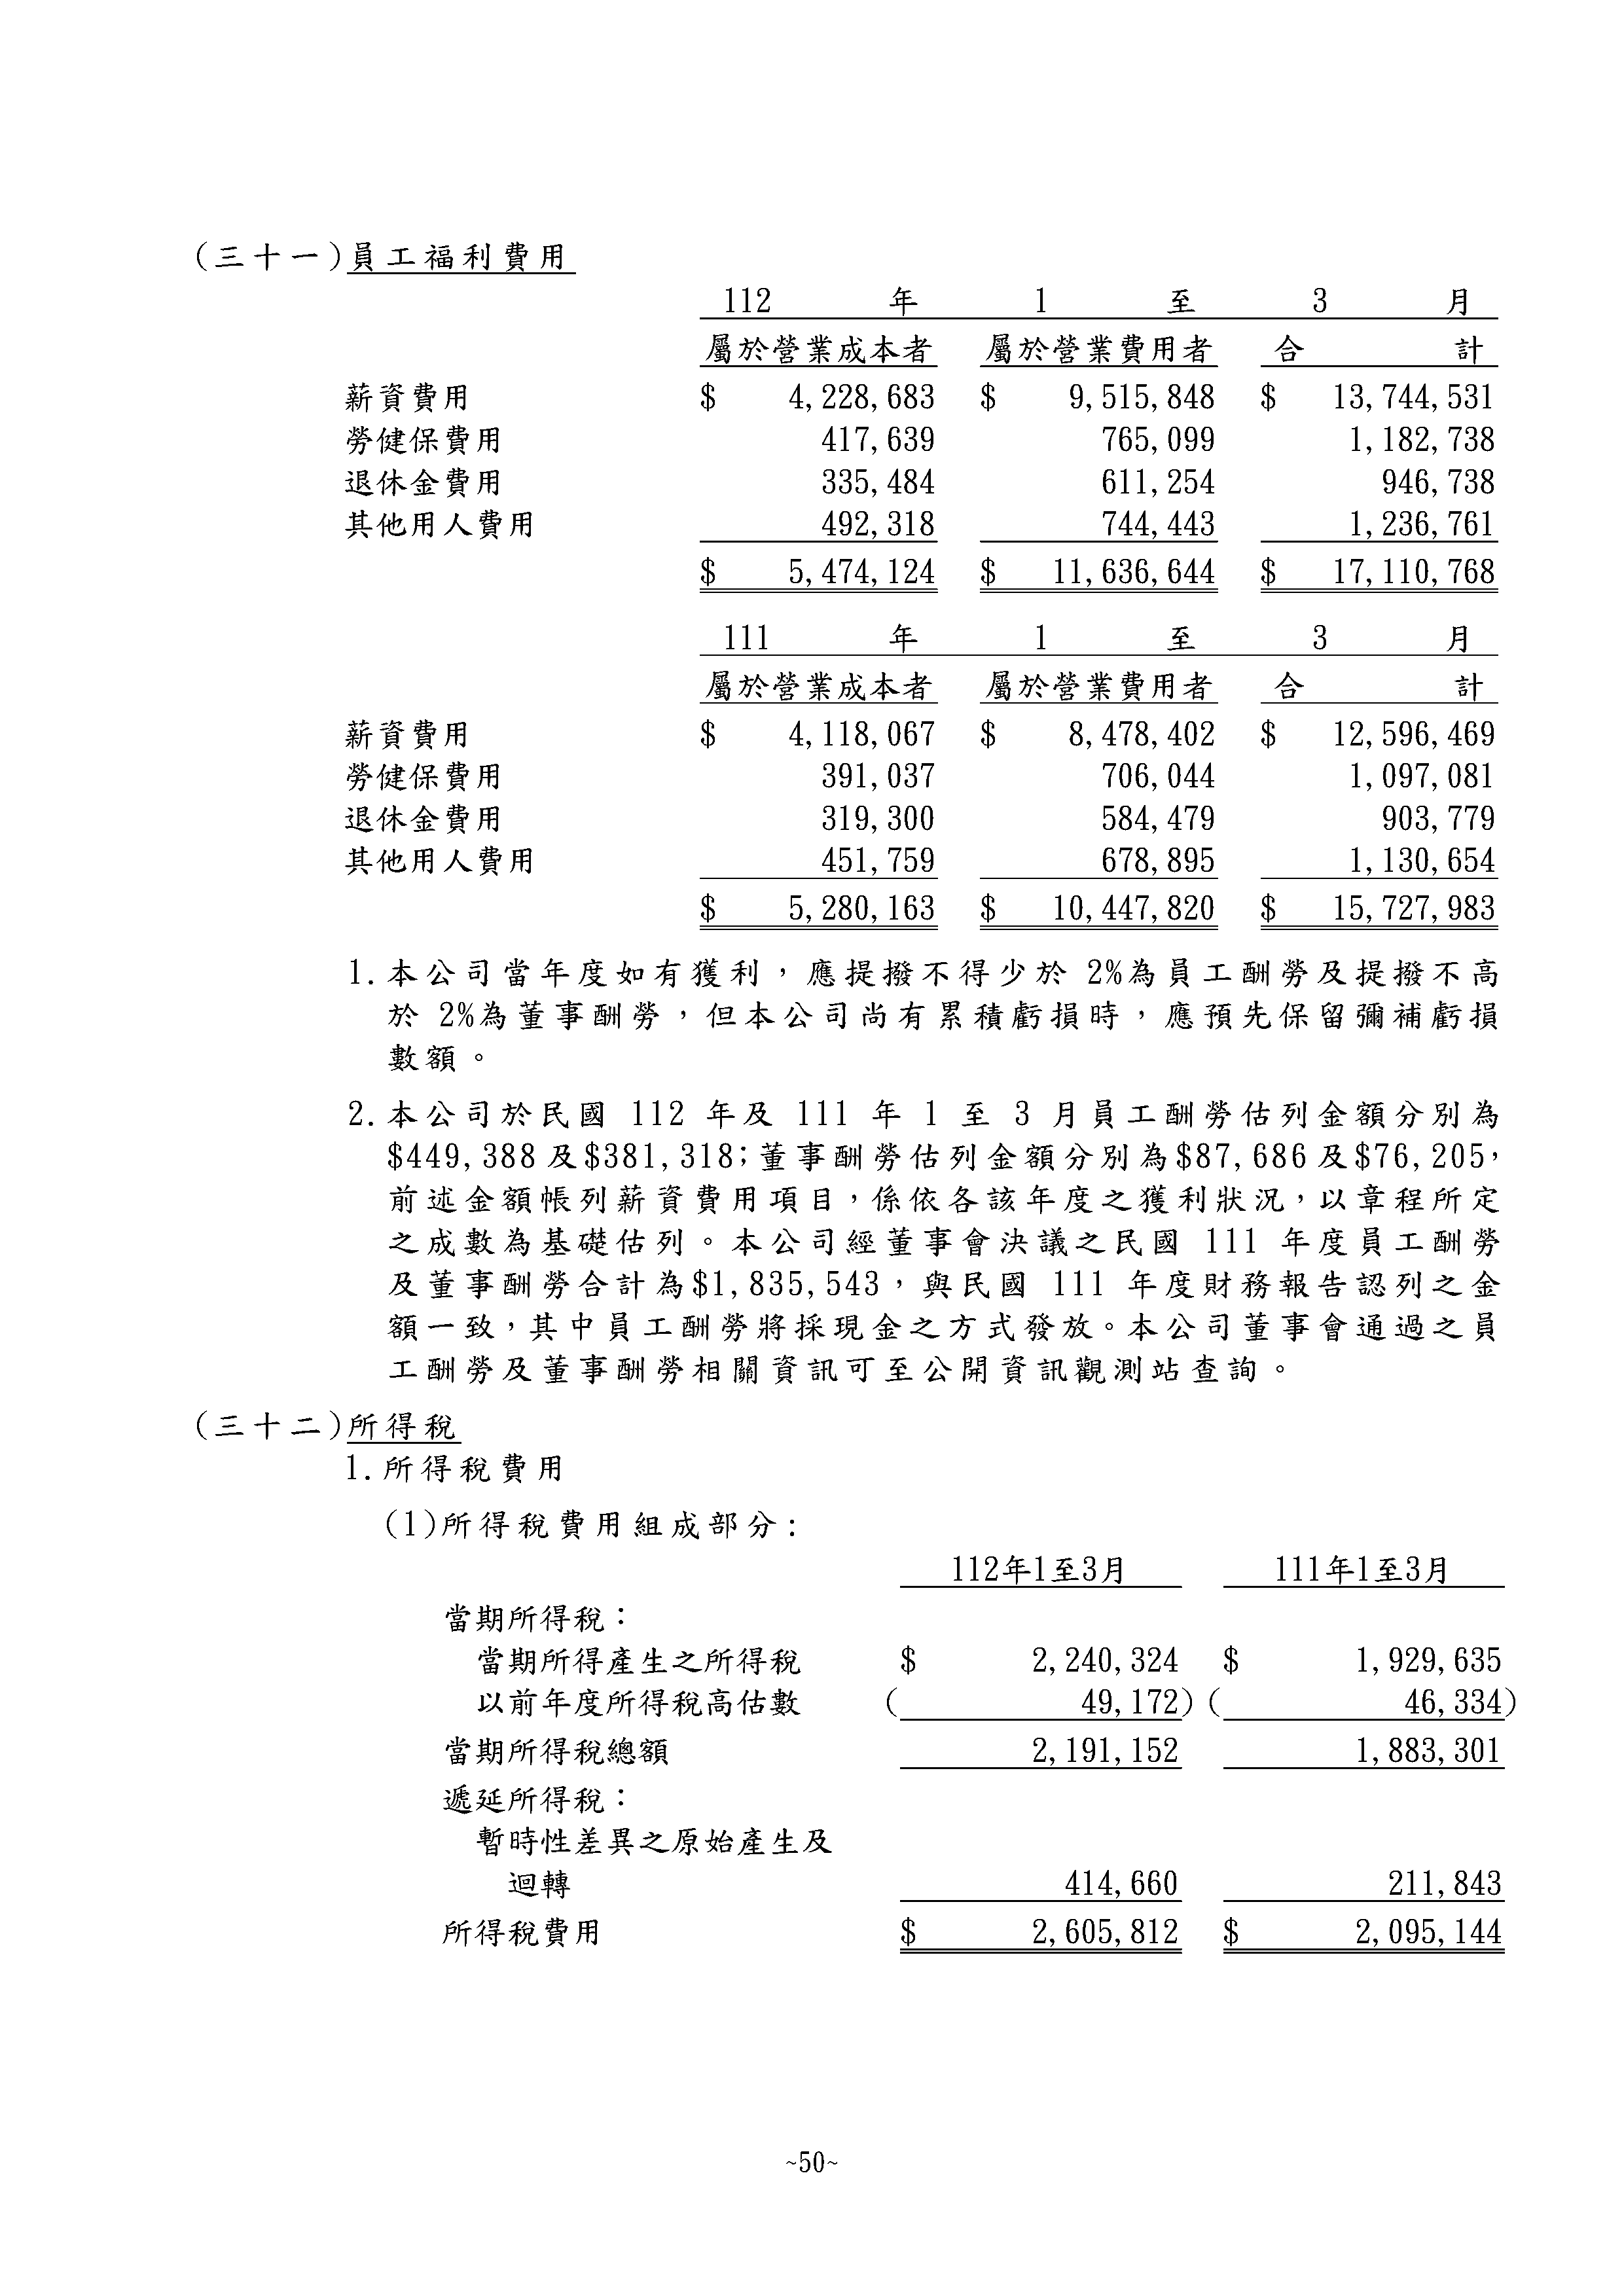 (三十一)員工福利費用
112 年 1 至 3 月
屬於營業成本者 屬於營業費用者 合 計
薪資費用 $ 4,228,683 $ 9,515,848 $ 13,744,531
勞健保費用 417,639 765,099 1,182,738
退休金費用 335,484 611,254 946,738
其他用人費用 492,318 744,443 1,236,761
$ 5,474,124 $ 11,636,644 $ 17,110,768
111 年 1 至 3 月
屬於營業成本者 屬於營業費用者 合 計
薪資費用 $ 4,118,067 $ 8,478,402 $ 12,596,469
勞健保費用 391,037 706,044 1,097,081
退休金費用 319,300 584,479 903,779
其他用人費用 451,759 678,895 1,130,654
$ 5,280,163 $ 10,447,820 $ 15,727,983
1.本公司當年度如有獲利，應提撥不得少於 2%為員工酬勞及提撥不高
於 2%為董事酬勞，但本公司尚有累積虧損時，應預先保留彌補虧損
數額。
2.本公司於民國 112 年及 111 年 1 至 3 月員工酬勞估列金額分別為
$449,388 及$381,318;董事酬勞估列金額分別為$87,686 及$76,205，
前述金額帳列薪資費用項目，係依各該年度之獲利狀況，以章程所定
之成數為基礎估列。本公司經董事會決議之民國 111 年度員工酬勞
及董事酬勞合計為$1,835,543，與民國 111 年度財務報告認列之金
額一致，其中員工酬勞將採現金之方式發放。本公司董事會通過之員
工酬勞及董事酬勞相關資訊可至公開資訊觀測站查詢。
(三十二)所得稅
1.所得稅費用
(1)所得稅費用組成部分:
112年1至3月 111年1至3月
當期所得稅：
當期所得產生之所得稅 $ 2,240,324 $ 1,929,635
以前年度所得稅高估數 ( 49,172) ( 46,334)
當期所得稅總額 2,191,152 1,883,301
遞延所得稅：
暫時性差異之原始產生及
迴轉 414,660 211,843
所得稅費用 $ 2,605,812 $ 2,095,144
~50~